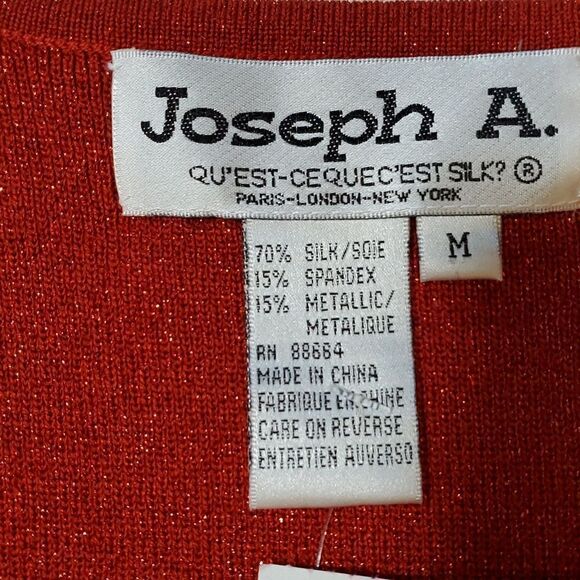 Joseph A.
QU'EST-CEQUEC'EST SILK? ®
PARIS-LONDON-NEW YORK
M
70% SILK/SOIE
15% SPANDEX
15% METALLIC/
METALIQUE
RN 88664
MADE IN CHINA
FABRIQUE EN CHINE
CARE ON REVERSE
ENTRETIEN AUVERSO